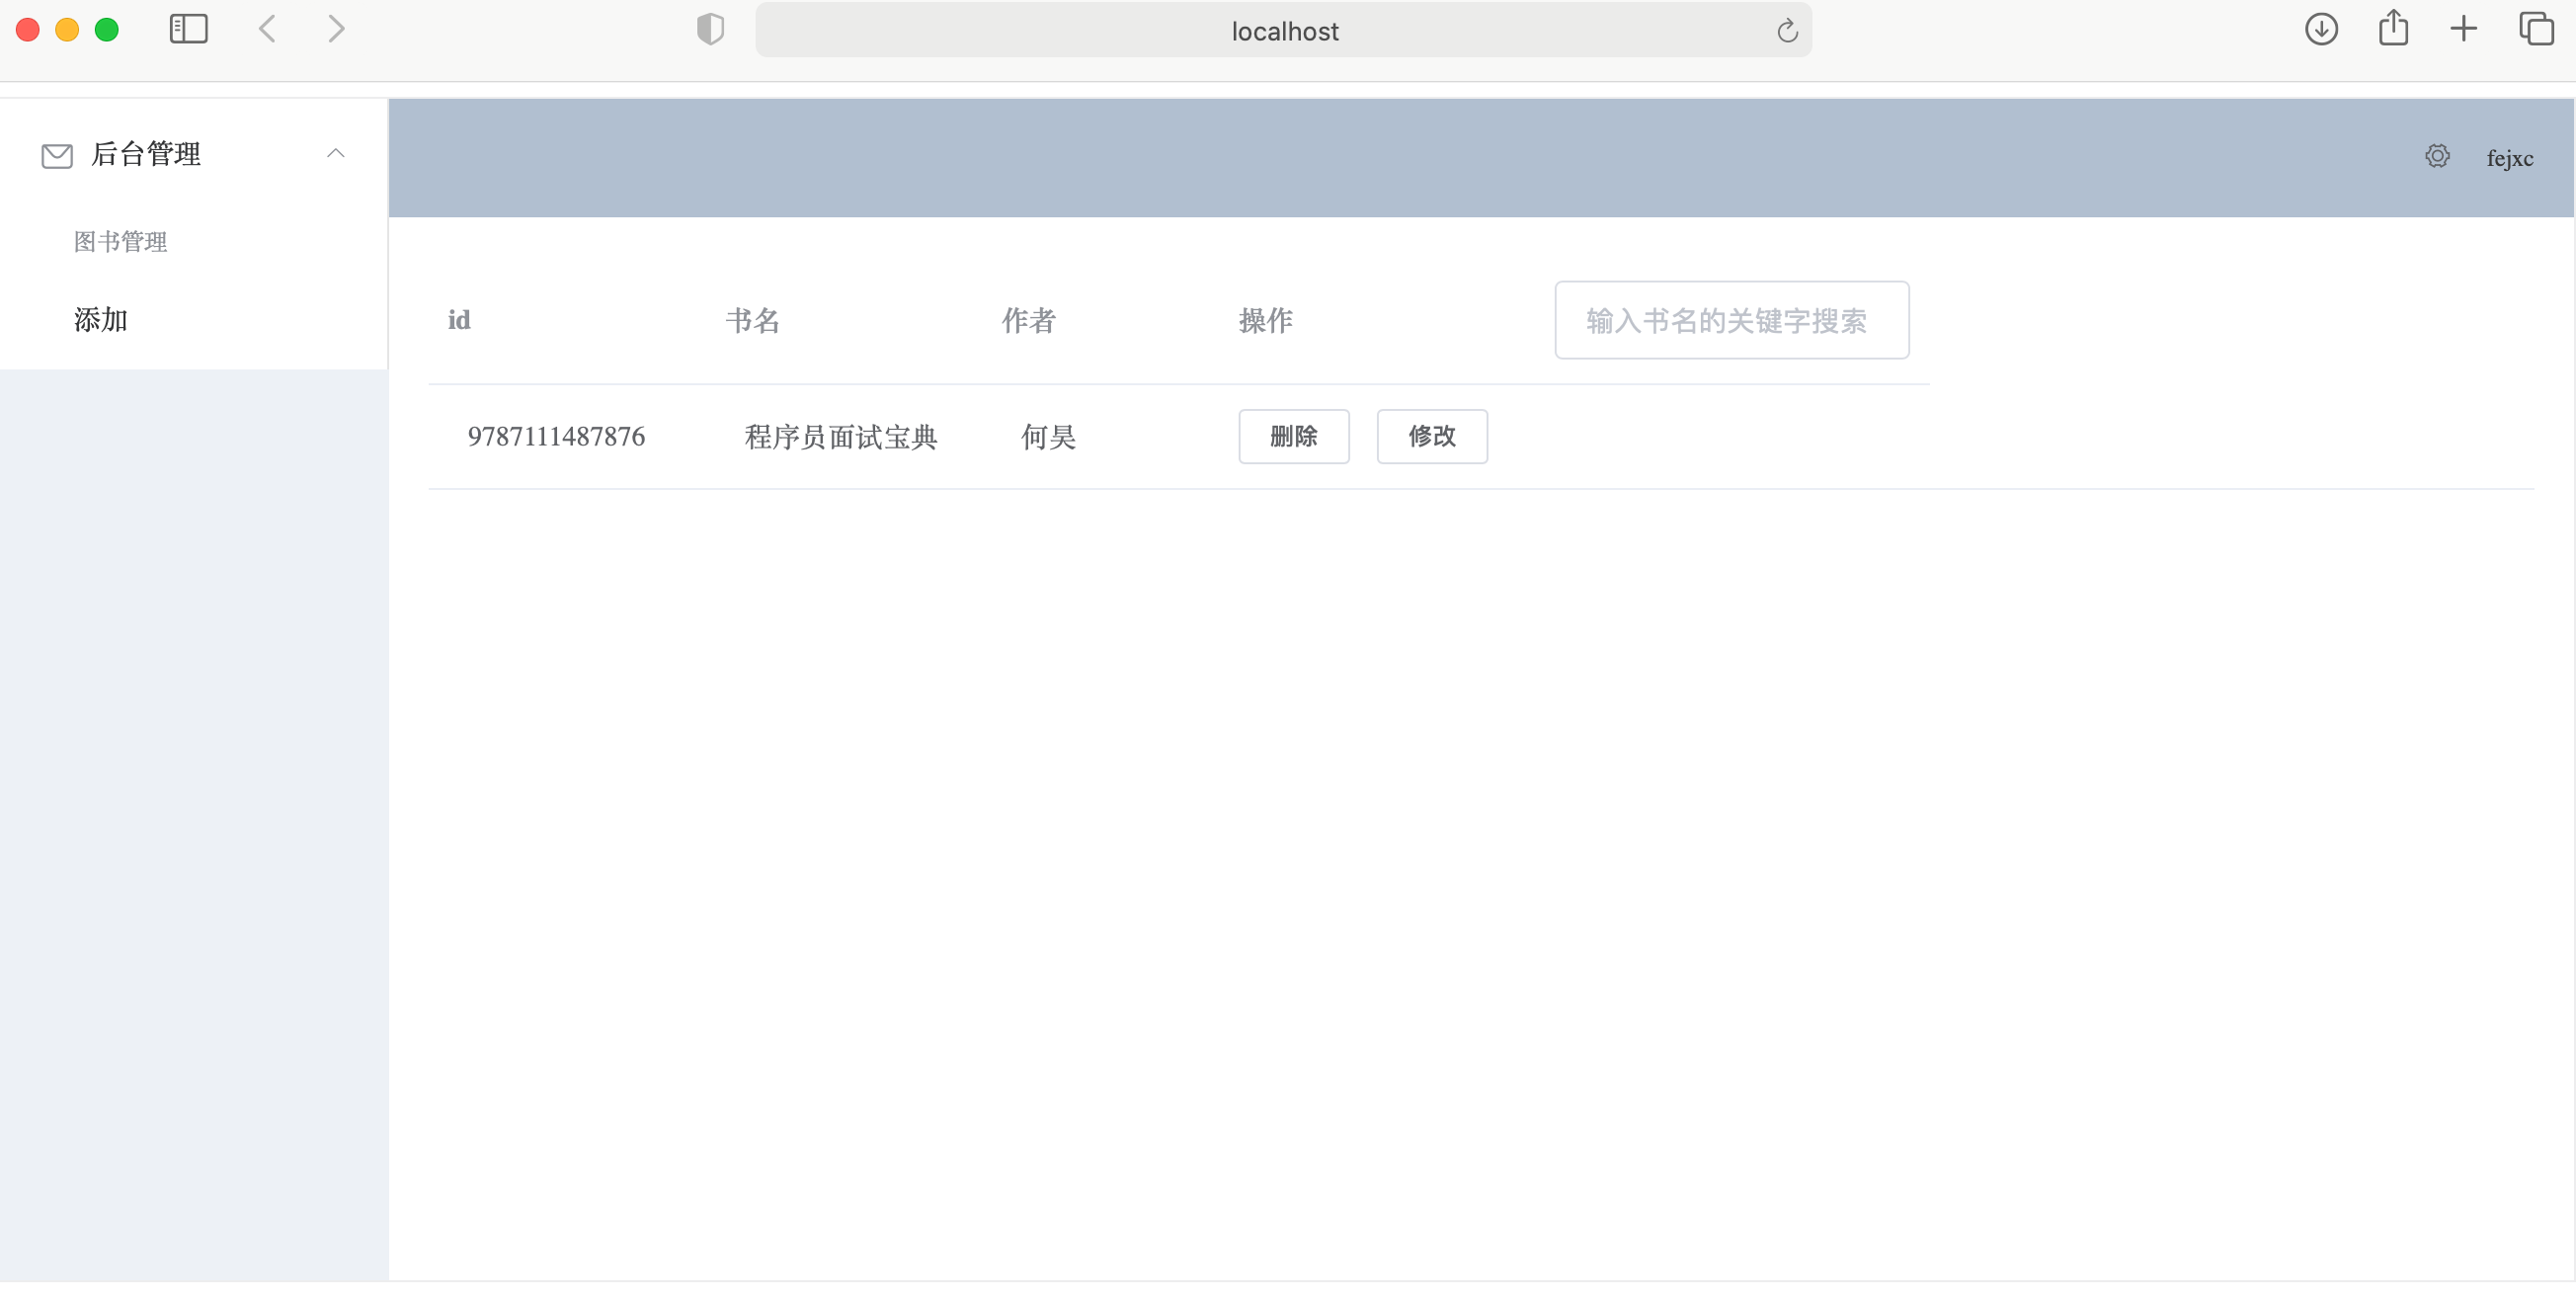 localhost
后台管理
fejxc
图书管理
添加
id 书名 作者 操作 输入书名的关键字搜索
9787111487876 程序员面试宝典 何昊 删除 修改